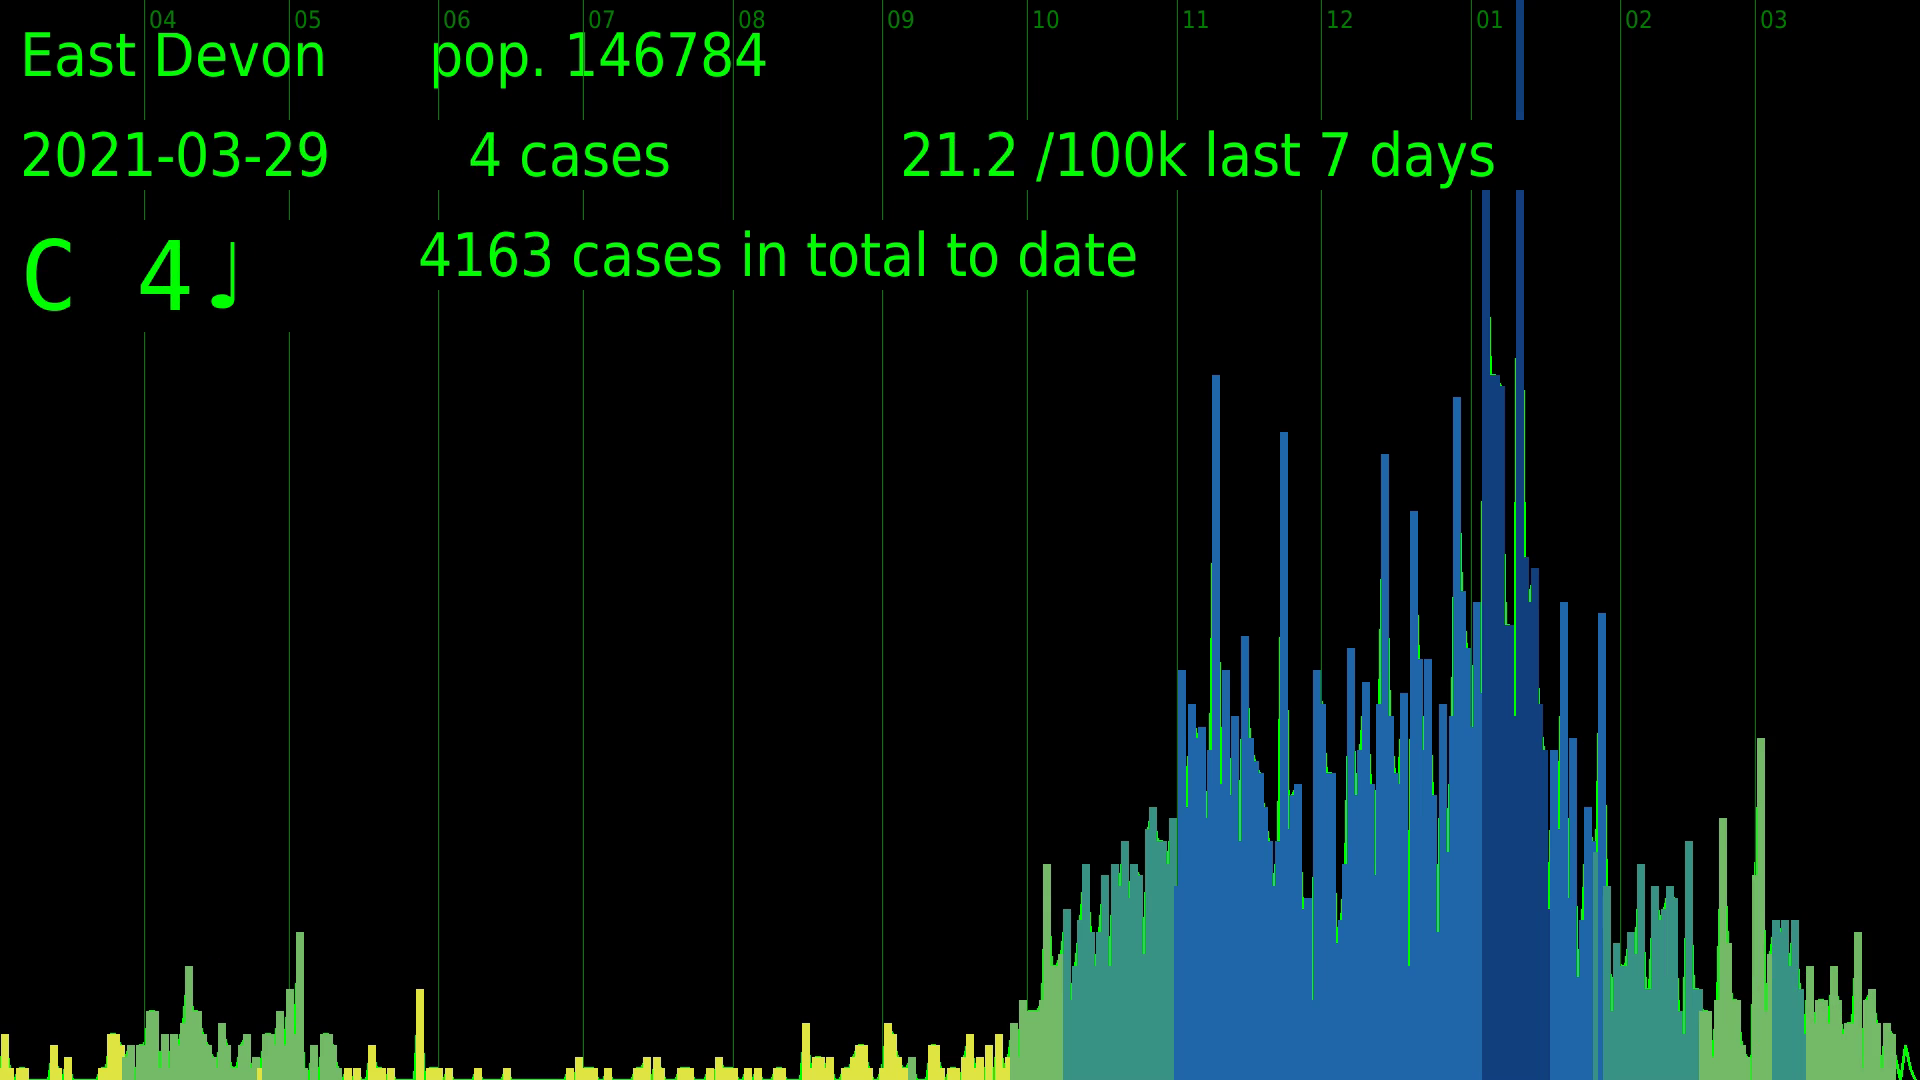 04 05 06 07 08 09 10 11 12 01 02 03
East Devon pop. 146784
2021-03-29 4 cases 21.2 /100k last 7 days
C 4♩ 4163 cases in total to date